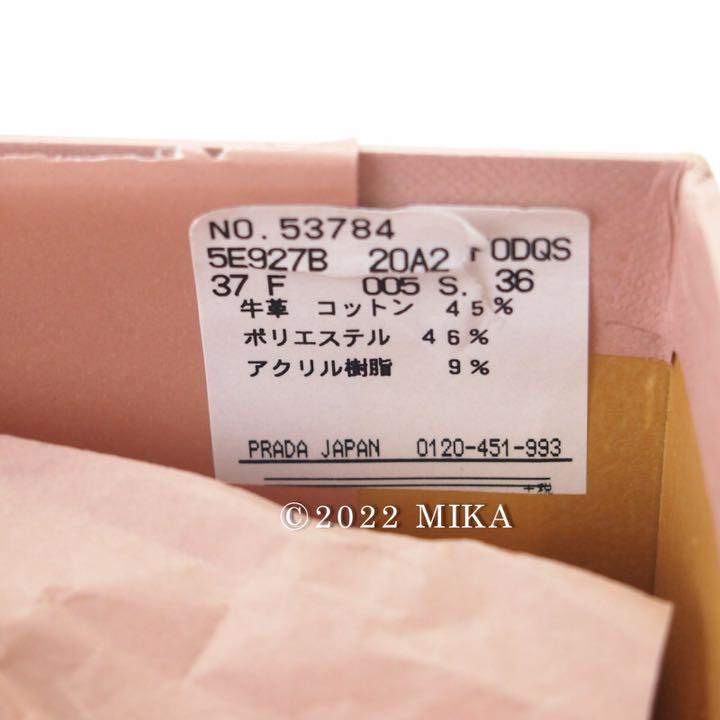 NO.53784
5E927B 20A2 F0DQS
37 F 005 S. 36
牛革 コットン 45%
ポリエステル 46%
アクリル樹脂 9%
PRADA JAPAN 0120-451-993
+税
©2022 MIKA